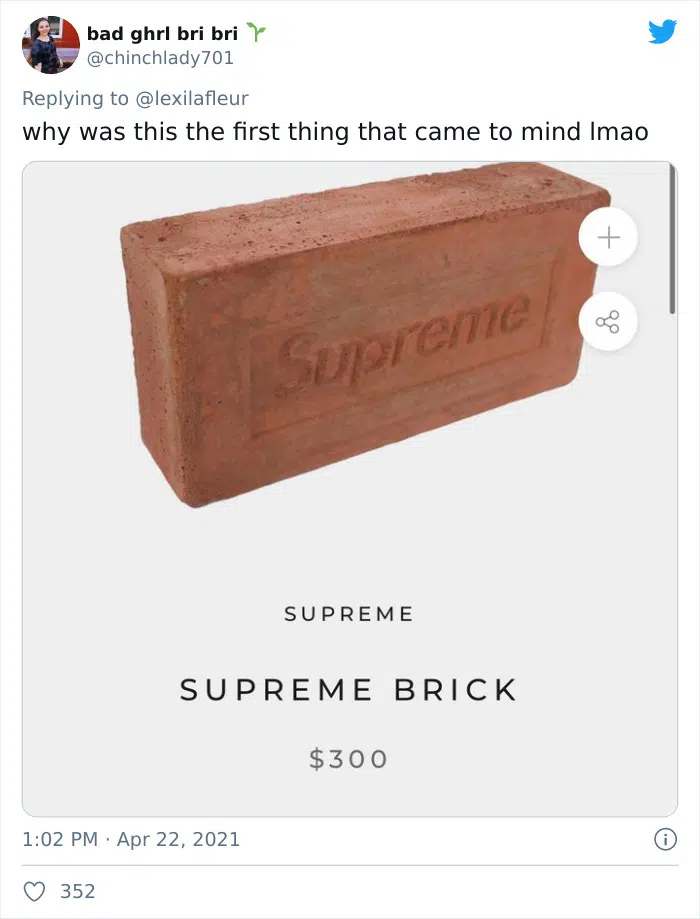 bad ghrl bri bri 🌱
@chinchlady701
Replying to @lexilafleur
why was this the first thing that came to mind lmao
Supreme
SUPREME
SUPREME BRICK
$300
1:02 PM · Apr 22, 2021
352